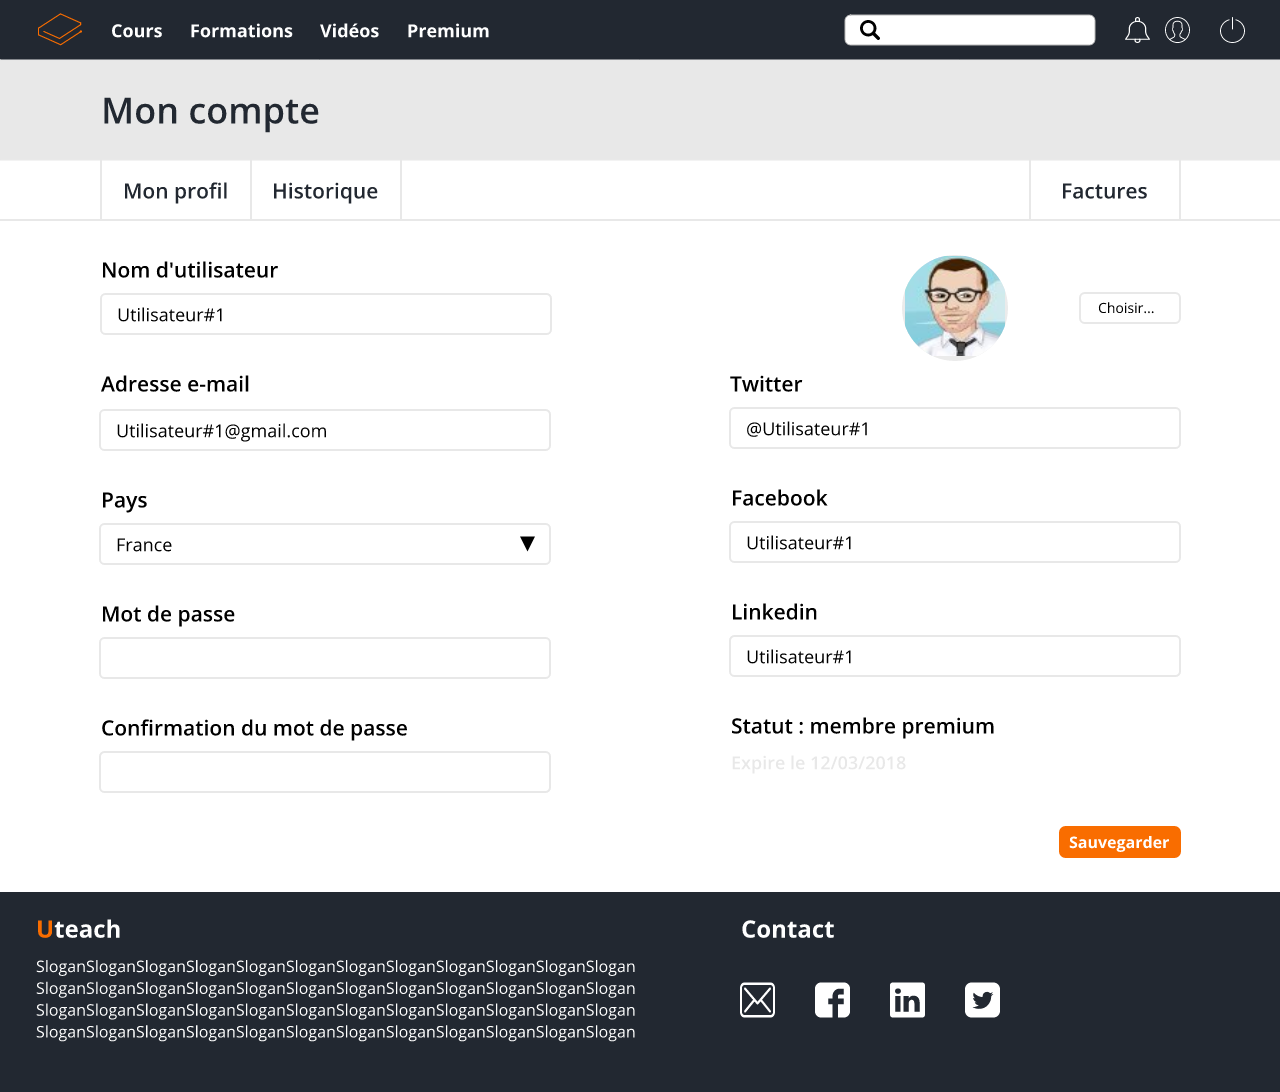 Cours Formations Vidéos Premium
Mon compte
Mon profil Historique Factures
Nom d'utilisateur
Utilisateur#1
Choisir...
Adresse e-mail
Utilisateur#1@gmail.com
Pays
France
Mot de passe
Confirmation du mot de passe
Twitter
@Utilisateur#1
Facebook
Utilisateur#1
Linkedin
Utilisateur#1
Statut : membre premium
Expire le 12/03/2018
Sauvegarder
Uteach
SloganSloganSloganSloganSloganSloganSloganSloganSloganSloganSloganSlogan
SloganSloganSloganSloganSloganSloganSloganSloganSloganSloganSloganSlogan
SloganSloganSloganSloganSloganSloganSloganSloganSloganSloganSloganSlogan
SloganSloganSloganSloganSloganSloganSloganSloganSloganSloganSloganSlogan
Contact